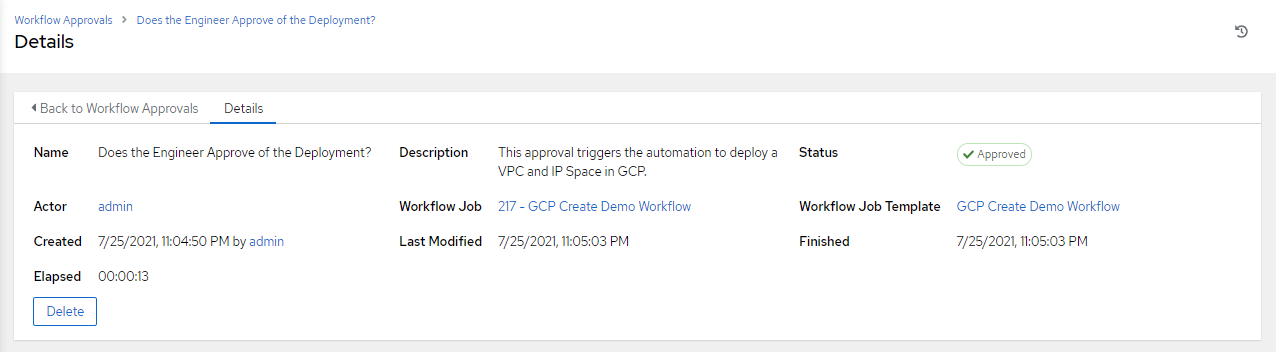 Workflow Approvals > Does the Engineer Approve of the Deployment?
Details
Back to Workflow Approvals Details
Name Does the Engineer Approve of the Deployment? Description This approval triggers the automation to deploy a Status Approved
VPC and IP Space in GCP.
Actor admin Workflow Job 217 - GCP Create Demo Workflow Workflow Job Template GCP Create Demo Workflow
Created 7/25/2021, 11:04:50 PM by admin Last Modified 7/25/2021, 11:05:03 PM Finished 7/25/2021, 11:05:03 PM
Elapsed 00:00:13
Delete